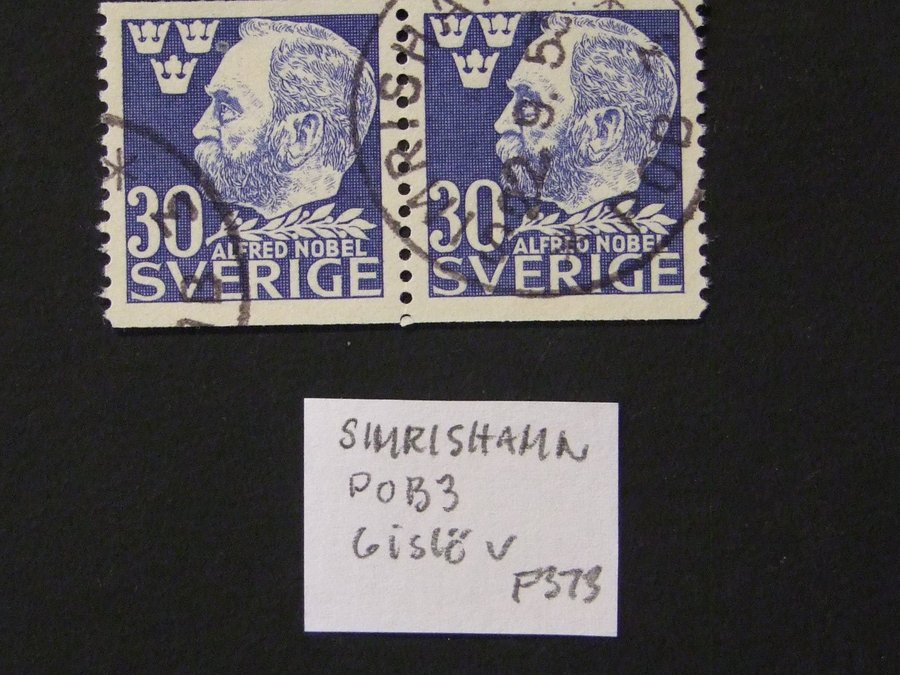 30
ALFRED NOBEL
SVERIGE
30
ALFRED NOBEL
SVERIGE
SIMRISHAMN
POB3
Gislöv
F373